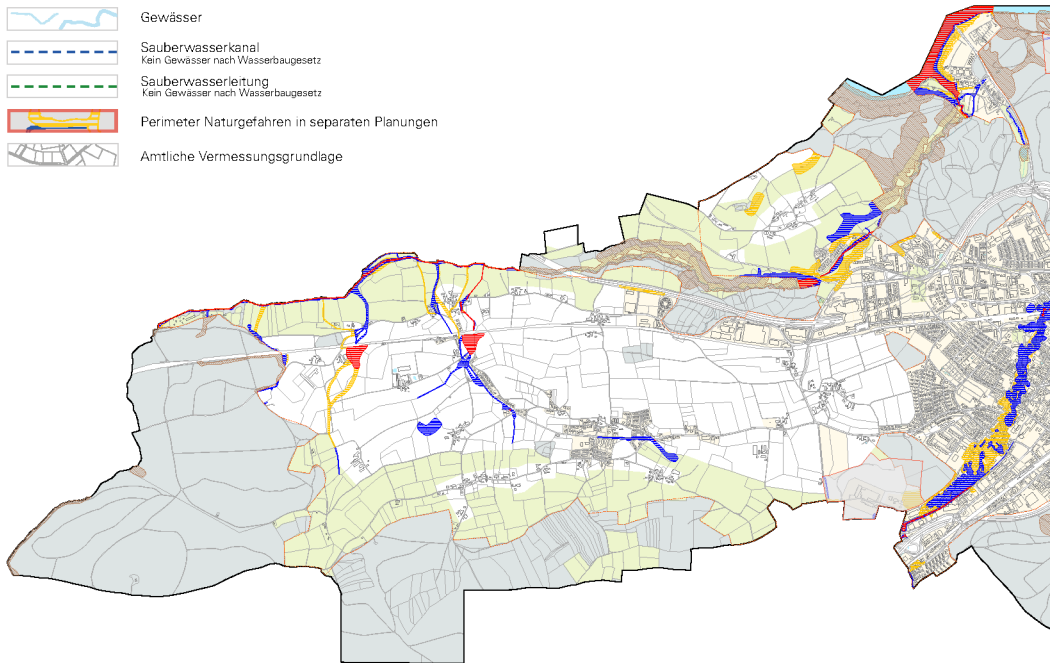 Gewässer
Sauberwasserkanal
Kein Gewässer nach Wasserbaugesetz
Sauberwasserleitung
Kein Gewässer nach Wasserbaugesetz
Perimeter Naturgefahren in separaten Planungen
Amtliche Vermessungsgrundlage